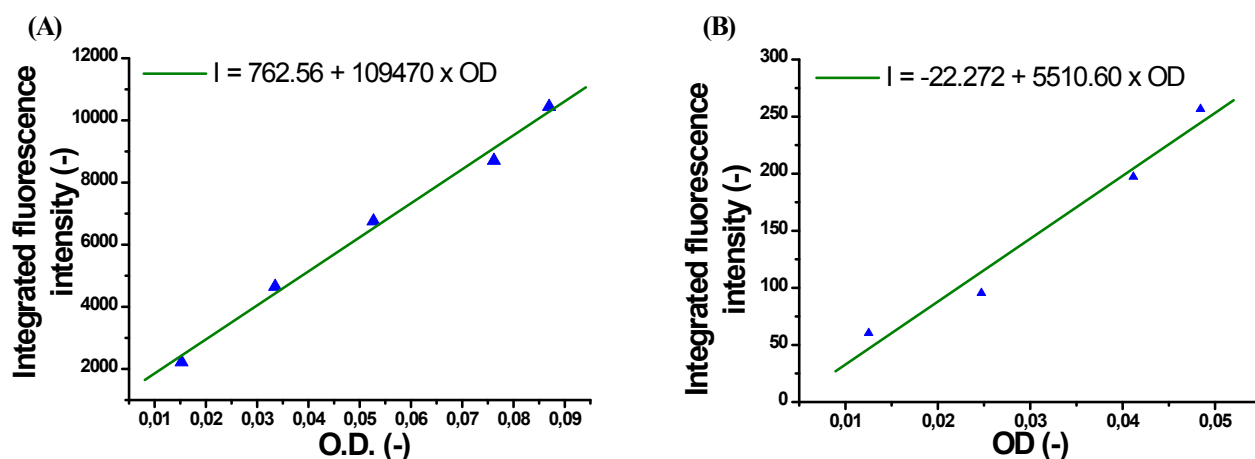 (A)
I = 762.56 + 109470 x OD
Integrated fluorescence
intensity (-)
12000
10000
8000
6000
4000
2000
0,01 0,02 0,03 0,04 0,05 0,06 0,07 0,08 0,09
O.D. (-)
(B)
I = -22.272 + 5510.60 x OD
Integrated fluorescence
intensity (-)
300
250
200
150
100
50
0
0,01 0,02 0,03 0,04 0,05
OD (-)